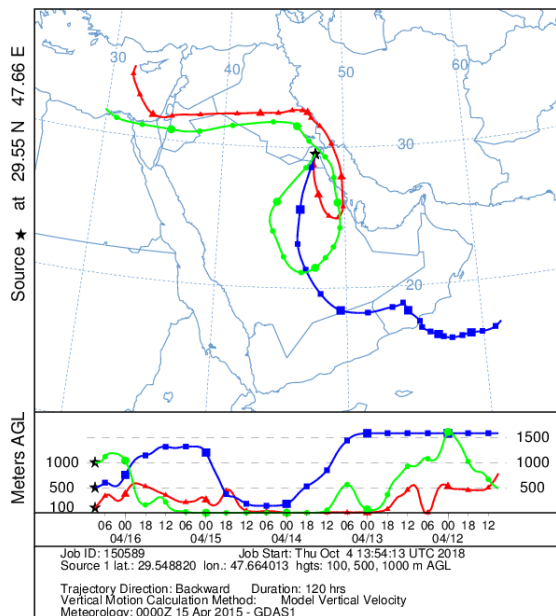 30
40
50
60
30
20
Source ★ at 29.55 N 47.66 E
Meters AGL
1500
1000
1000
500
500
100
06 00 18 12 06 00 18 12 06 00 18 12 06 00 18 12 06 00 18 12
04/16 04/15 04/14 04/13 04/12
Job ID: 150589 Job Start: Thu Oct 4 13:54:13 UTC 2018
Source 1 lat.: 29.548820 lon.: 47.664013 hgts: 100, 500, 1000 m AGL
Trajectory Direction: Backward Duration: 120 hrs
Vertical Motion Calculation Method: Model Vertical Velocity
Meteorology: 0000Z 15 Apr 2015 - GDAS1